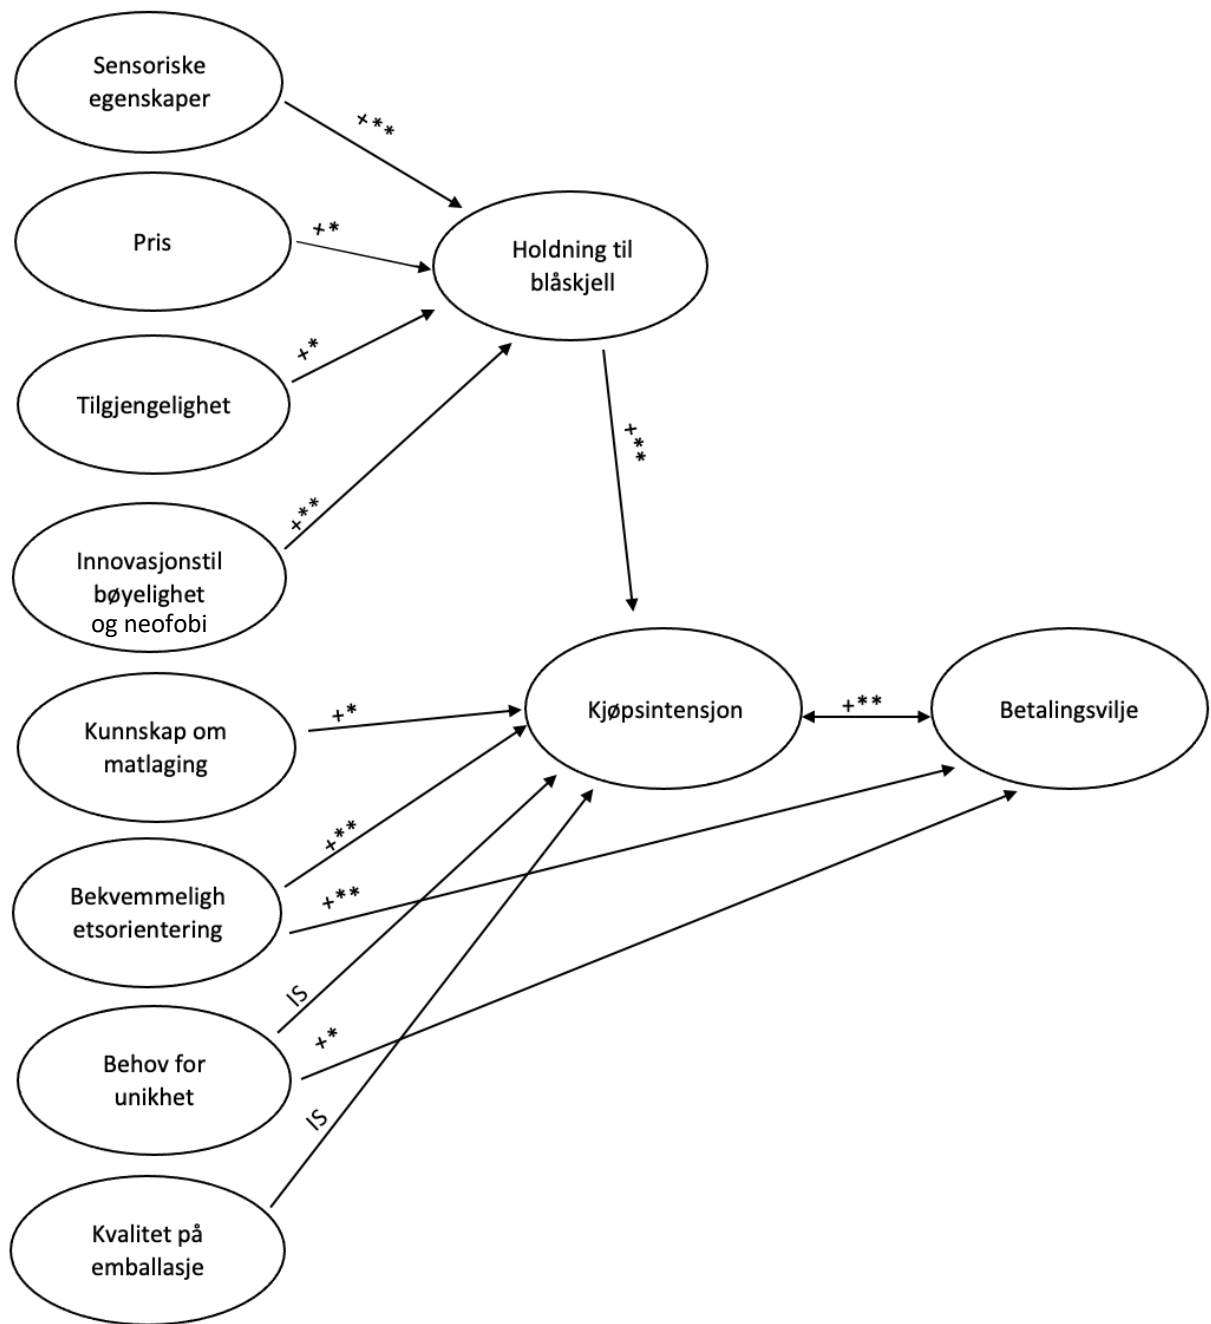 Sensoriske
egenskaper
+**
Pris
+*
Holdning til
blåskjell
Tilgjengelighet
+*
+**
Innovasjonstil
bøyelighet
og neofobi
+**
Kunnskap om
matlaging
+*
Kjøpsintensjon
+**
Betalingsvilje
Bekvemmeligh
etsorientering
+**
+**
Behov for
unikhet
IS
+*
Kvalitet på
emballasje
IS